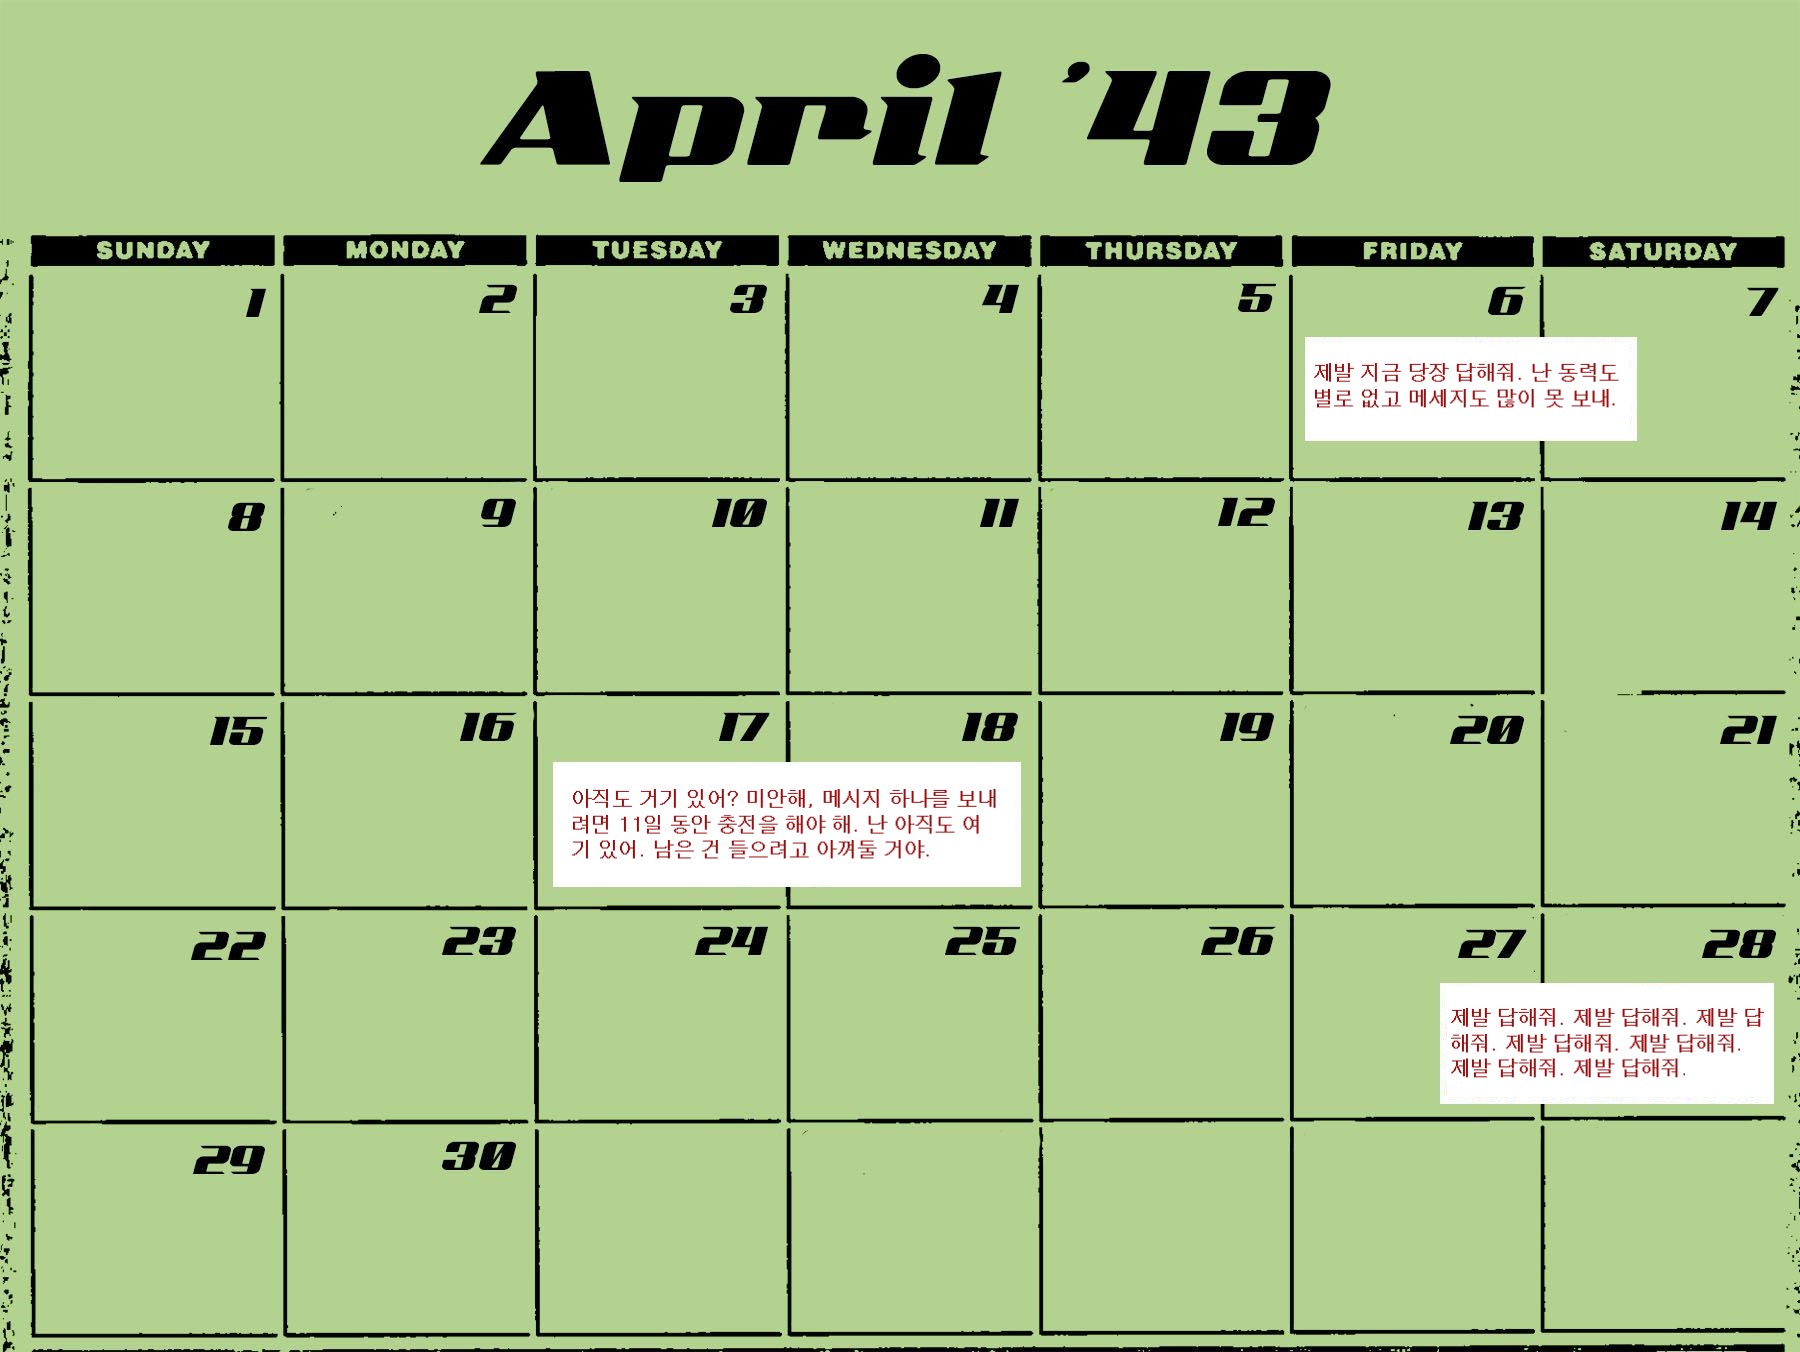 April '43
SUNDAY MONDAY TUESDAY WEDNESDAY THURSDAY FRIDAY SATURDAY
1 2 3 4 5 6 7
제발 지금 당장 답해줘. 난 동력도
별로 없고 메세지도 많이 못 보내.
8 9 10 11 12 13 14
15 16 17 18 19 20 21
아직도 거기 있어? 미안해, 메시지 하나를 보내
려면 11일 동안 충전을 해야 해. 난 아직도 여
기 있어. 남은 건 들으려고 아껴둘 거야.
22 23 24 25 26 27 28
제발 답해줘. 제발 답해줘. 제발 답
해줘. 제발 답해줘. 제발 답해줘.
제발 답해줘. 제발 답해줘.
29 30